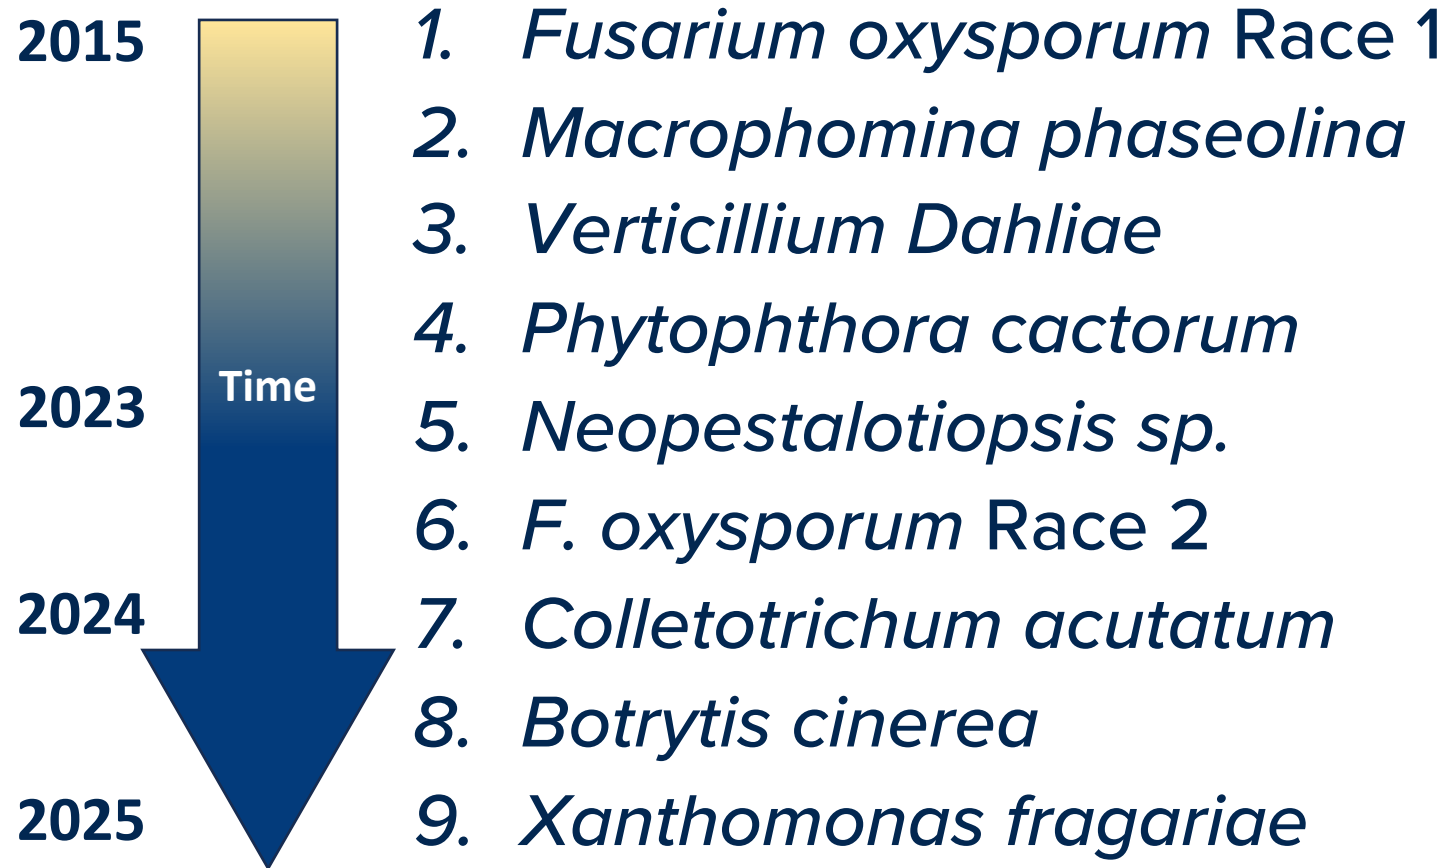 2015
1. Fusarium oxysporum Race 1
2. Macrophomina phaseolina
3. Verticillium Dahliae
4. Phytophthora cactorum
Time
2023
5. Neopestalotiopsis sp.
6. F. oxysporum Race 2
2024
7. Colletotrichum acutatum
8. Botrytis cinerea
2025
9. Xanthomonas fragariae